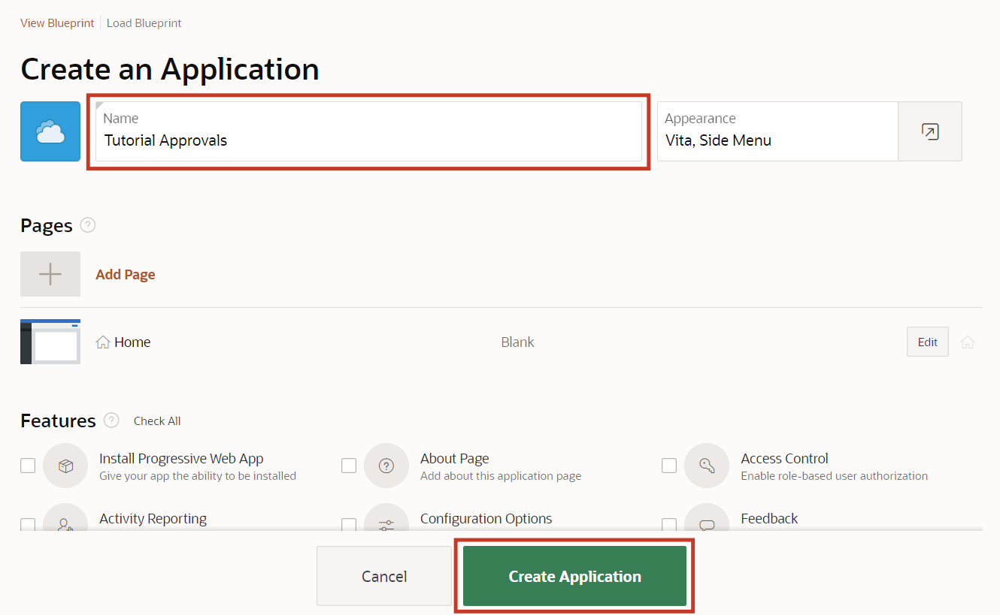 View Blueprint Load Blueprint
Create an Application
Name
Tutorial Approvals
Appearance
Vita, Side Menu
Pages ?
Add Page
Home Blank Edit
Features ? Check All
Install Progressive Web App
Give your app the ability to be installed
? About Page
Add about this application page
Access Control
Enable role-based user authorization
Activity Reporting
Configuration Options
Feedback
Cancel Create Application